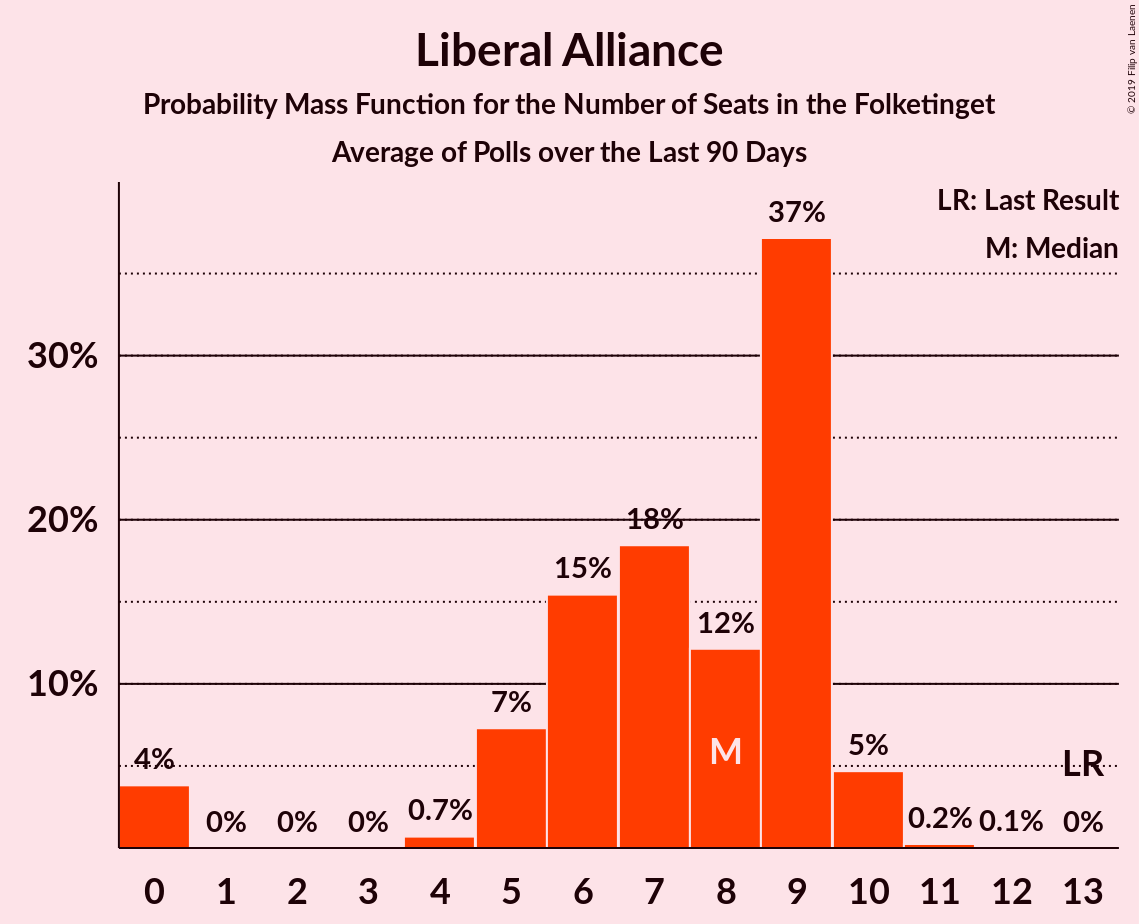 Liberal Alliance
Probability Mass Function for the Number of Seats in the Folketinget
Average of Polls over the Last 90 Days
© 2019 Filip van Laenen
LR: Last Result
M: Median
37%
30%
20%
18%
15%
12%
10%
7%
M
5%
4%
LR
0.7%
0% 0% 0% 0.2% 0.1% 0%
0 1 2 3 4 5 6 7 8 9 10 11 12 13